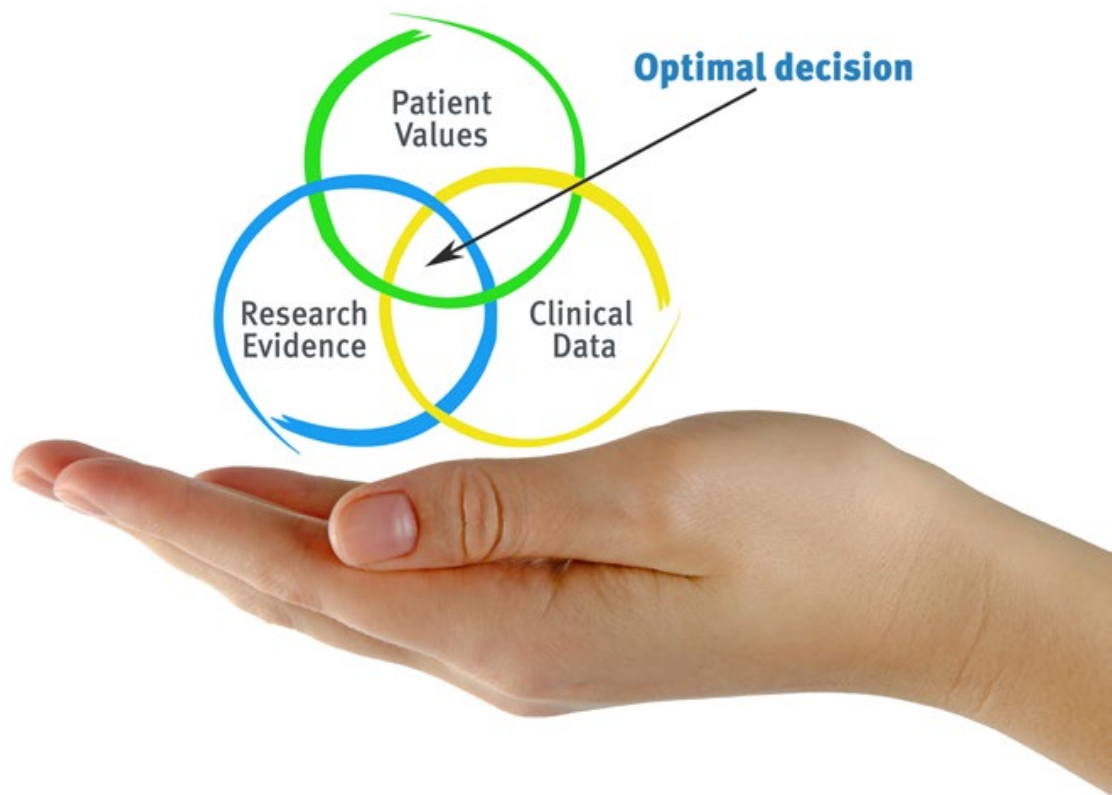 Optimal decision
Patient
Values
Research
Evidence
Clinical
Data